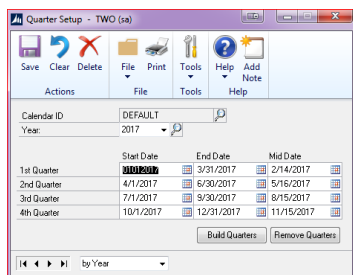 Quarter Setup - TWO (sa)
Save Clear Delete File Print Tools Help Add Note
Actions File Tools Help
Calendar ID DEFAULT
Year: 2017
Start Date End Date Mid Date
1st Quarter 01012017 3/31/2017 2/14/2017
2nd Quarter 4/1/2017 6/30/2017 5/16/2017
3rd Quarter 7/1/2017 9/30/2017 8/15/2017
4th Quarter 10/1/2017 12/31/2017 11/15/2017
Build Quarters Remove Quarters
by Year